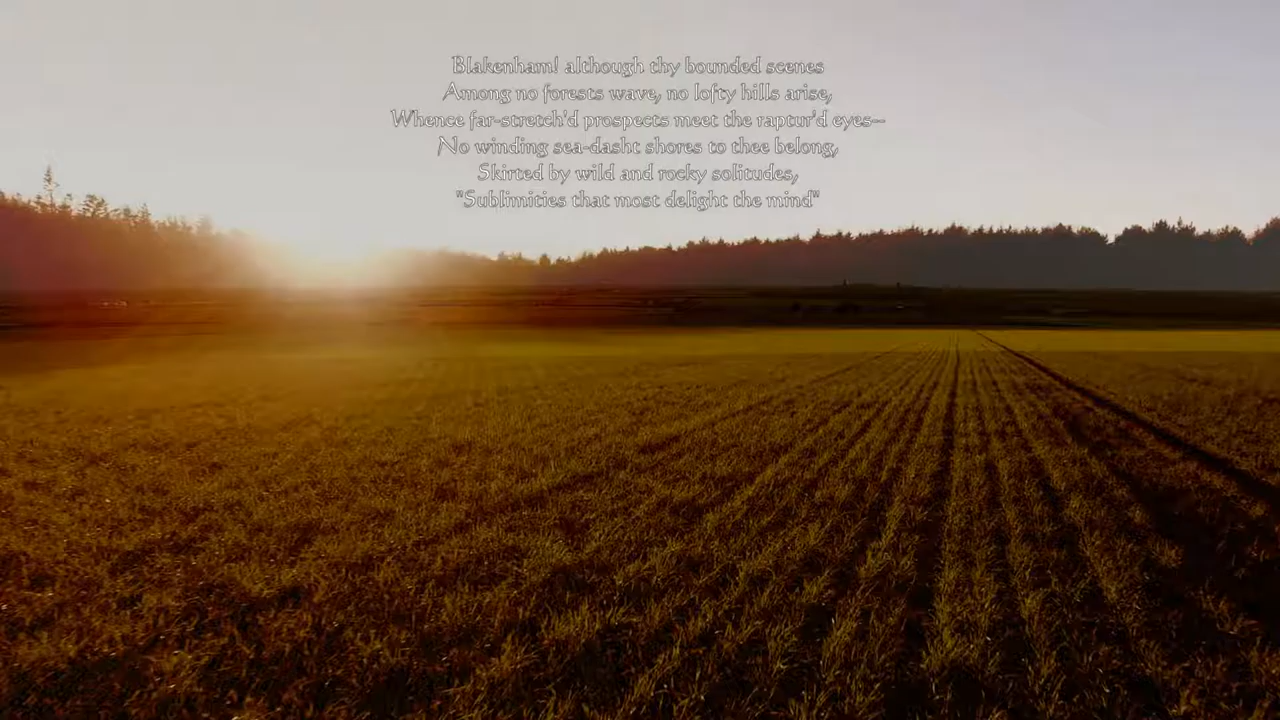 Blakenham! although thy bounded scenes
Among no forests wave, no lofty hills arise,
Whence far-stretch'd prospects meet the raptur'd eyes--
No winding sea-dasht shores to thee belong,
Skirted by wild and rocky solitudes,
"Sublimities that most delight the mind"